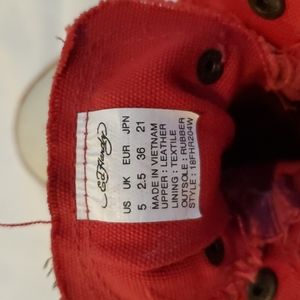 Ed Hardy
US UK EUR JPN
5 2.5 36 21
MADE IN VIETNAM
UPPER : LEATHER
LINING : TEXTILE
OUTSOLE : RUBBER
STYLE : 18FHR204W